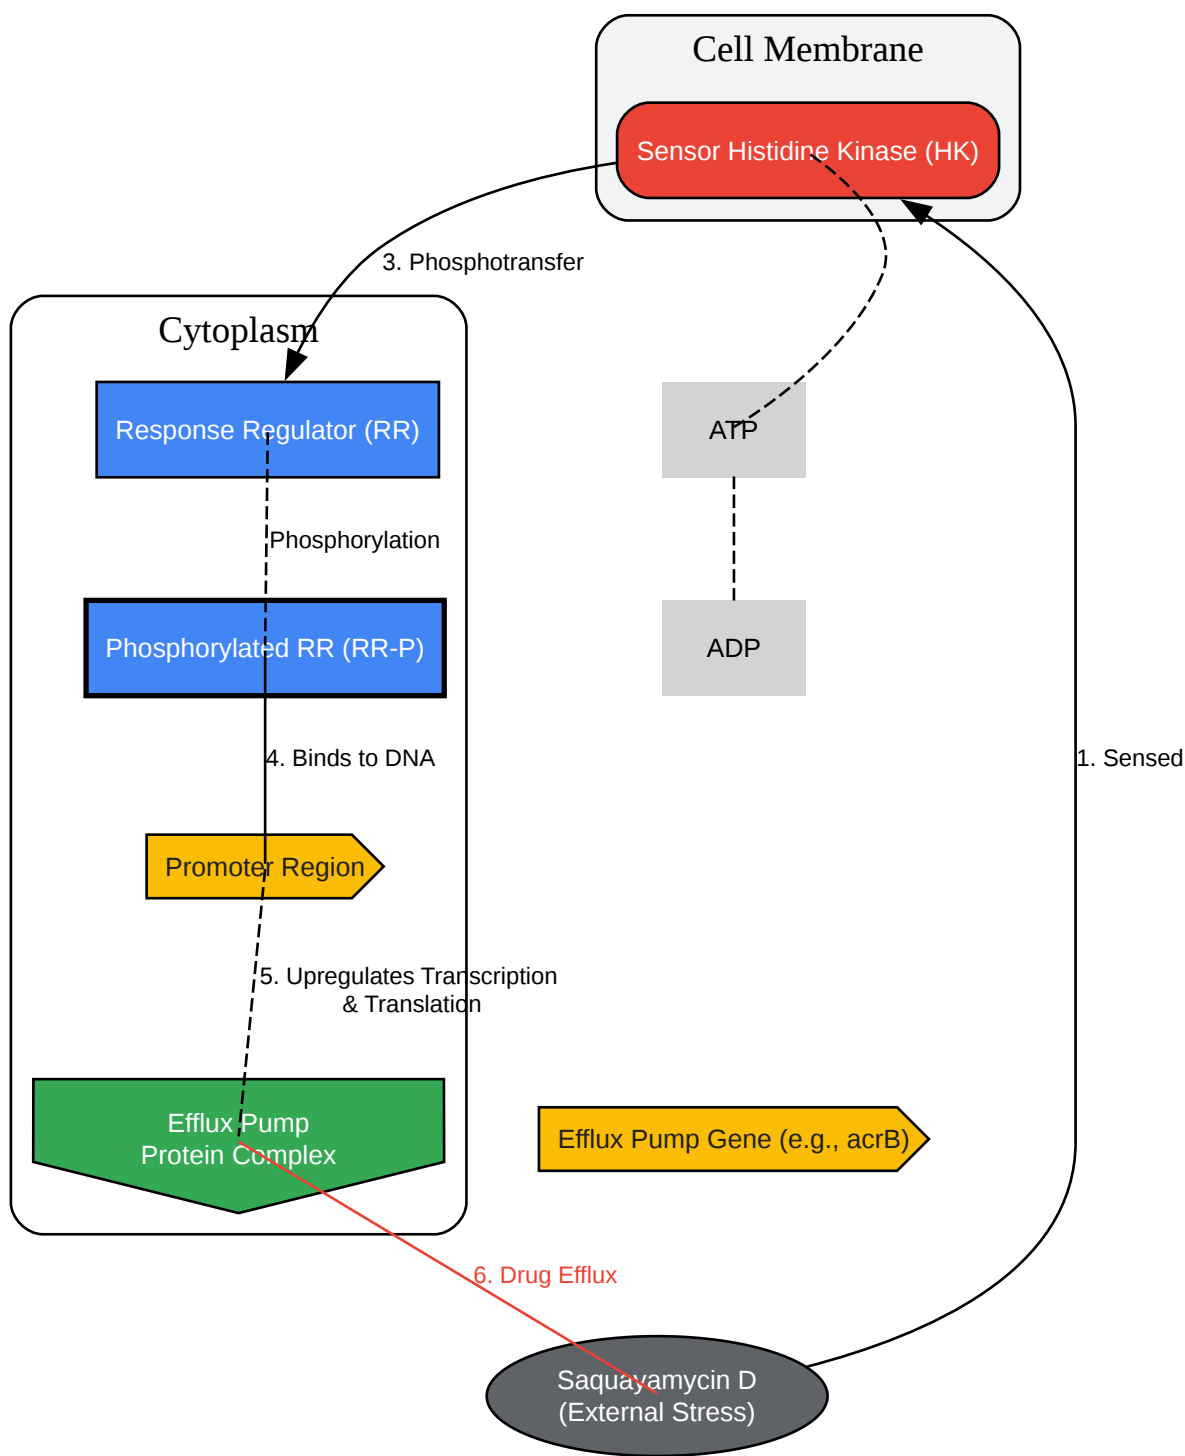 Cell Membrane
Sensor Histidine Kinase (HK)
3. Phosphotransfer
Cytoplasm
Response Regulator (RR)
ATP
Phosphorylation
Phosphorylated RR (RR-P)
ADP
4. Binds to DNA
1. Sensed
Promoter Region
5. Upregulates Transcription
& Translation
Efflux Pump
Protein Complex
Efflux Pump Gene (e.g., acrB)
6. Drug Efflux
Saquayamycin D
(External Stress)